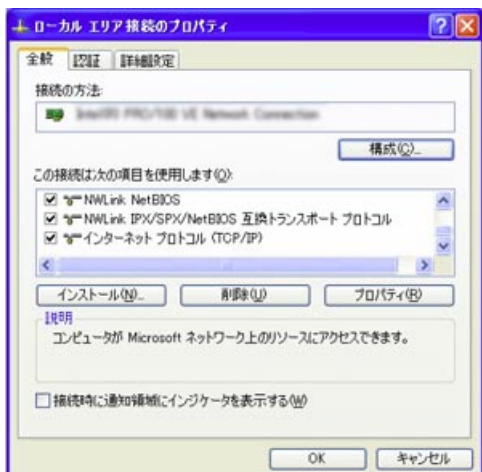 ローカル エリア接続のプロパティ
全般 認証 詳細設定
接続の方法:
構成(C)...
この接続は次の項目を使用します(O):
NWLink NetBIOS
NWLink IPX/SPX/NetBIOS 互換トランスポート プロトコル
インターネット プロトコル (TCP/IP)
インストール(N)... 削除(U) プロパティ(R)
説明
コンピュータが Microsoft ネットワーク上のリソースにアクセスできます。
接続時に通知領域にインジケータを表示する(W)
OK キャンセル